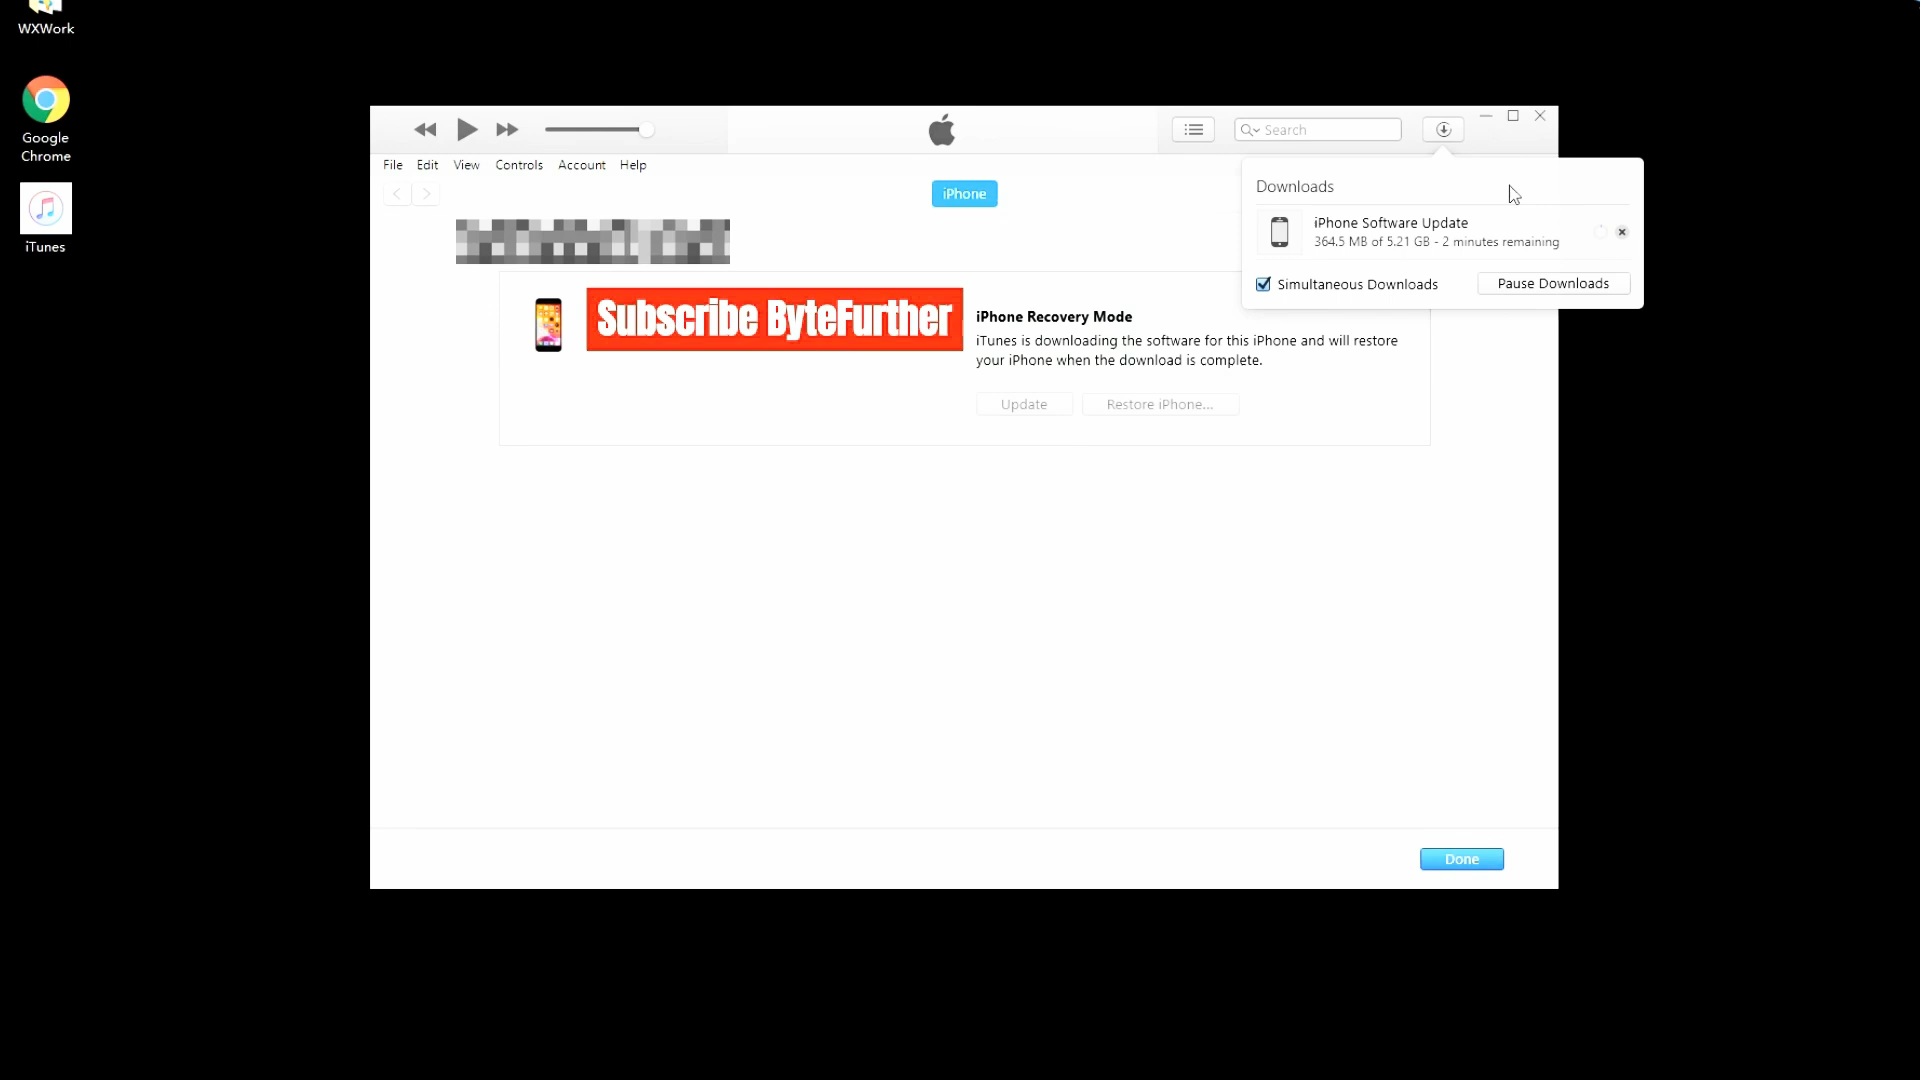 WXWork
Google
Chrome
iTunes
Search
File Edit View Controls Account Help
iPhone
Downloads
iPhone Software Update
364.5 MB of 5.21 GB - 2 minutes remaining
Simultaneous Downloads
Pause Downloads
Subscribe ByteFurther
iPhone Recovery Mode
iTunes is downloading the software for this iPhone and will restore
your iPhone when the download is complete.
Update
Restore iPhone...
Done